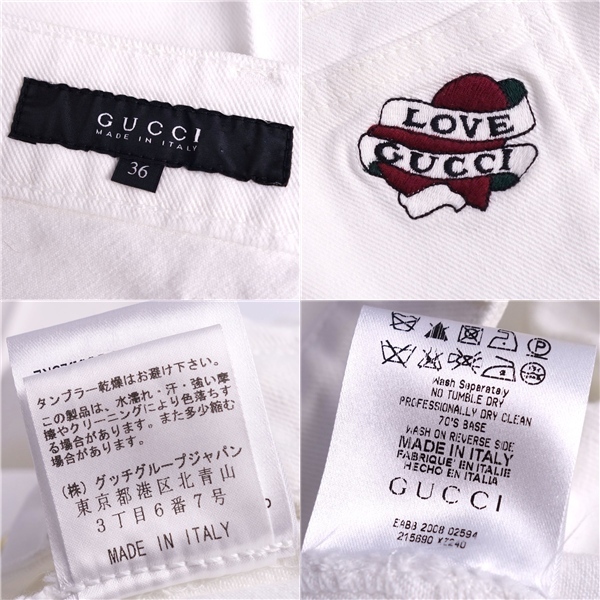 GUCCI
MADE IN ITALY
36
LOVE
GUCCI
タンブラー乾燥はお避け下さい。
この製品は、水濡れ・汗・強い摩
擦やクリーニングにより色落ちす
る場合があります。また多少縮む
場合があります。
(株) グッチグループジャパン
東京都港区北青山
3丁目6番7号
MADE IN ITALY
Wash Separately
NO TUMBLE DRY
PROFESSIONALLY DRY CLEAN
70'S BASE
WASH ON REVERSE SIDE
MADE IN ITALY
FABRIQUÉ EN ITALIE
HECHO EN ITALIA
GUCCI
EABB 2008 02594
215690 XZ240